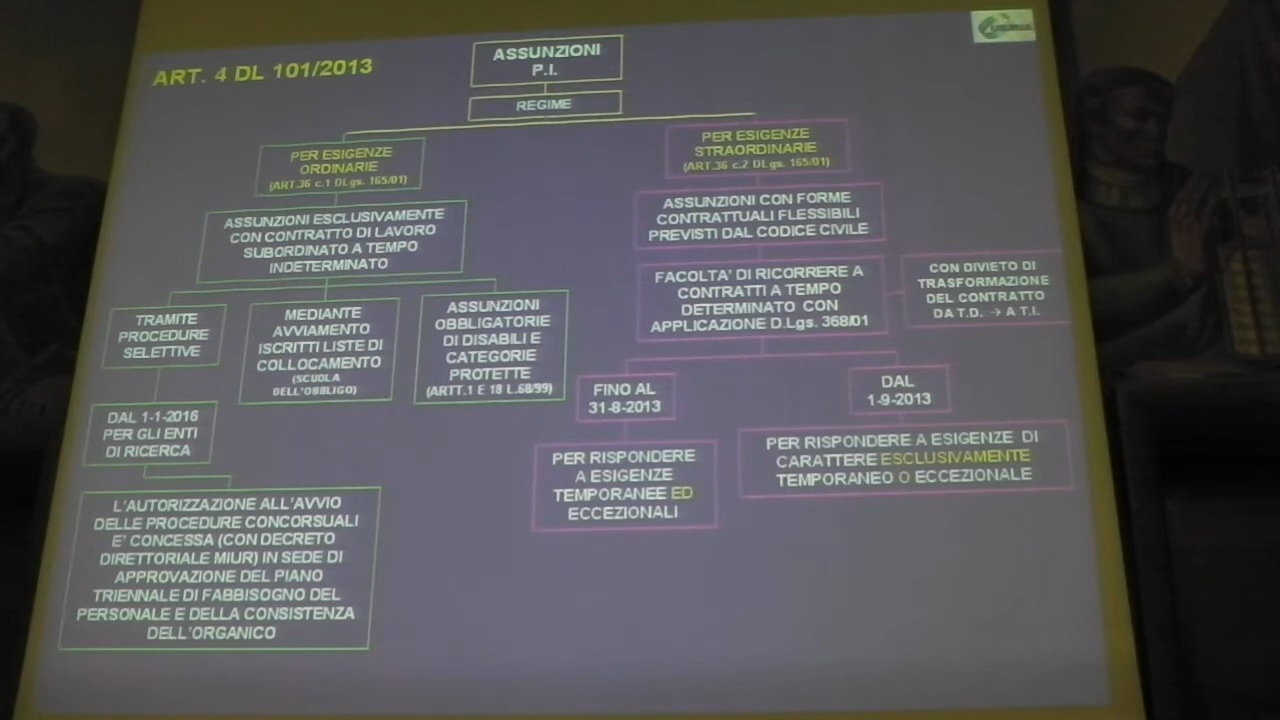 ART. 4 DL 101/2013
ASSUNZIONI
P.I.
REGIME
PER ESIGENZE
ORDINARIE
(ART.36 c.1 DLgs. 165/01)
ASSUNZIONI ESCLUSIVAMENTE
CON CONTRATTO DI LAVORO
SUBORDINATO A TEMPO
INDETERMINATO
TRAMITE
PROCEDURE
SELETTIVE
MEDIANTE
AVVIAMENTO
ISCRITTI LISTE DI
COLLOCAMENTO
(SCUOLA
DELL'OBBLIGO)
ASSUNZIONI
OBBLIGATORIE
DI DISABILI E
CATEGORIE
PROTETTE
(ARTT.1 E 18 L.68/99)
DAL 1-1-2016
PER GLI ENTI
DI RICERCA
L'AUTORIZZAZIONE ALL'AVVIO
DELLE PROCEDURE CONCORSUALI
E' CONCESSA (CON DECRETO
DIRETTORIALE MIUR) IN SEDE DI
APPROVAZIONE DEL PIANO
TRIENNALE DI FABBISOGNO DEL
PERSONALE E DELLA CONSISTENZA
DELL'ORGANICO
PER ESIGENZE
STRAORDINARIE
(ART.36 c.2 DLgs. 165/01)
ASSUNZIONI CON FORME
CONTRATTUALI FLESSIBILI
PREVISTI DAL CODICE CIVILE
FACOLTA' DI RICORRERE A
CONTRATTI A TEMPO
DETERMINATO CON
APPLICAZIONE D.Lgs. 368/01
CON DIVIETO DI
TRASFORMAZIONE
DEL CONTRATTO
DA T.D. → A T.I.
FINO AL
31-8-2013
DAL
1-9-2013
PER RISPONDERE
A ESIGENZE
TEMPORANEE ED
ECCEZIONALI
PER RISPONDERE A ESIGENZE DI
CARATTERE ESCLUSIVAMENTE
TEMPORANEO O ECCEZIONALE